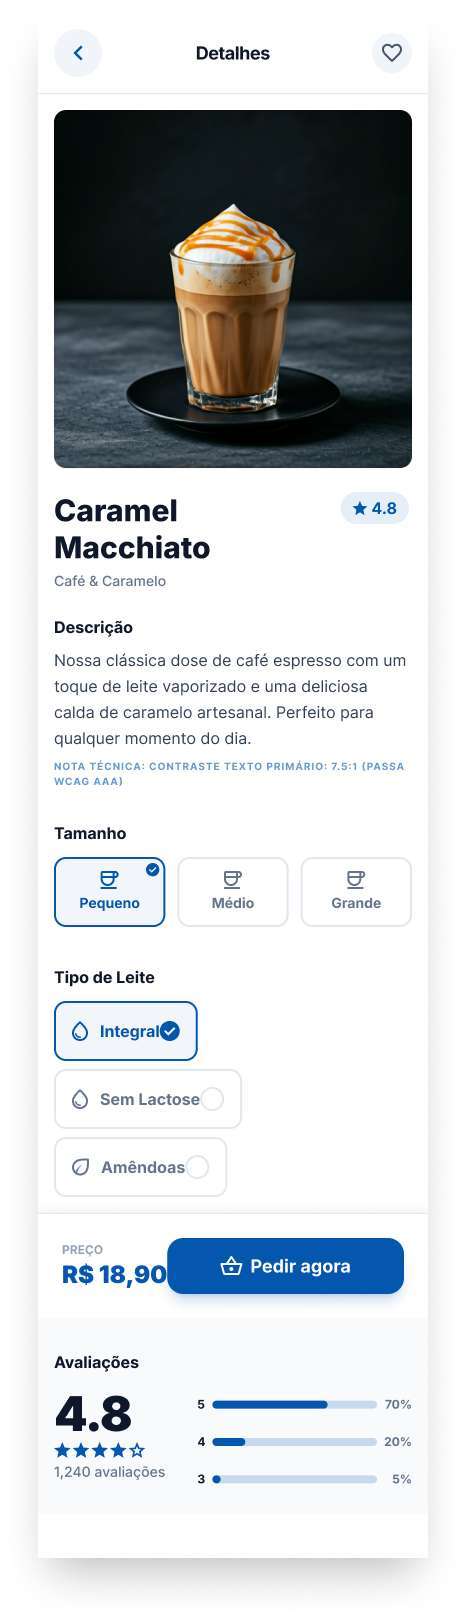 Detalhes
Caramel
Macchiato
4.8
Café & Caramelo
Descrição
Nossa clássica dose de café espresso com um
toque de leite vaporizado e uma deliciosa
calda de caramelo artesanal. Perfeito para
qualquer momento do dia.
NOTA TÉCNICA: CONTRASTE TEXTO PRIMÁRIO: 7.5:1 (PASSA
WCAG AAA)
Tamanho
Pequeno
Médio
Grande
Tipo de Leite
Integral
Sem Lactose
Amêndoas
PREÇO
R$ 18,90
Pedir agora
Avaliações
4.8
1,240 avaliações
5 70%
4 20%
3 5%